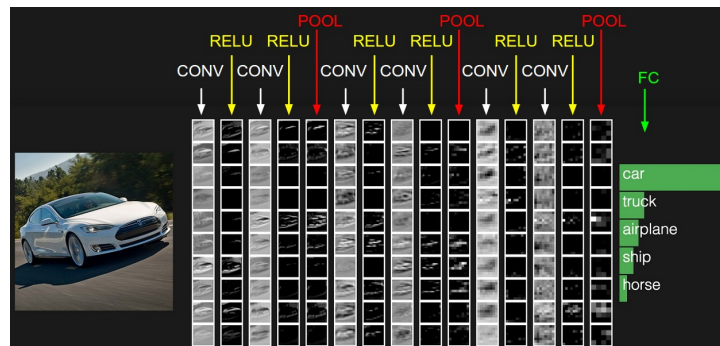 POOL POOL POOL
RELU RELU RELU RELU RELU RELU
CONV CONV CONV CONV CONV CONV
FC
car
truck
airplane
ship
horse